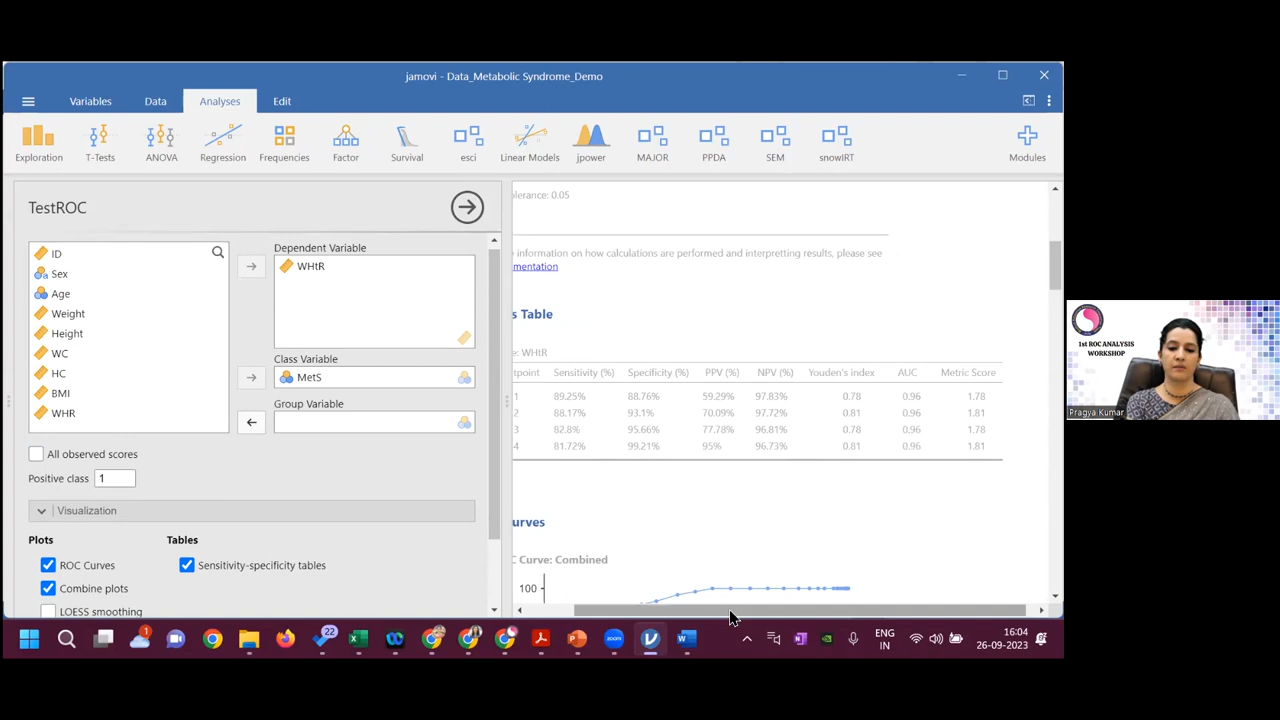 jamovi - Data_Metabolic Syndrome_Demo
Variables Data Analyses Edit
Exploration T-Tests ANOVA Regression Frequencies Factor Survival esci Linear Models jpower MAJOR PPDA SEM snowIRT Modules
TestROC
ID
Sex
Age
Weight
Height
WC
HC
BMI
WHR
Dependent Variable
WHtR
Class Variable
MetS
Group Variable
All observed scores
Positive class 1
Visualization
Plots Tables
ROC Curves Sensitivity-specificity tables
Combine plots
LOESS smoothing
olerance: 0.05
e information on how calculations are performed and interpretting results, please see
mentation
s Table
e: WHtR
tpoint Sensitivity (%) Specificity (%) PPV (%) NPV (%) Youden's index AUC Metric Score
1 89.25% 88.76% 59.29% 97.83% 0.78 0.96 1.78
2 88.17% 93.1% 70.09% 97.72% 0.81 0.96 1.81
3 82.8% 95.66% 77.78% 96.81% 0.78 0.96 1.78
4 81.72% 99.21% 95% 96.73% 0.81 0.96 1.81
urves
C Curve: Combined
100
1st ROC ANALYSIS
WORKSHOP
Pragya Kumar
1
22
zoom
ENG
IN
16:04
26-09-2023